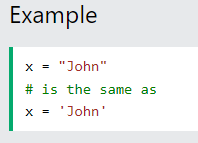 Example
x = "John"
# is the same as
x = 'John'